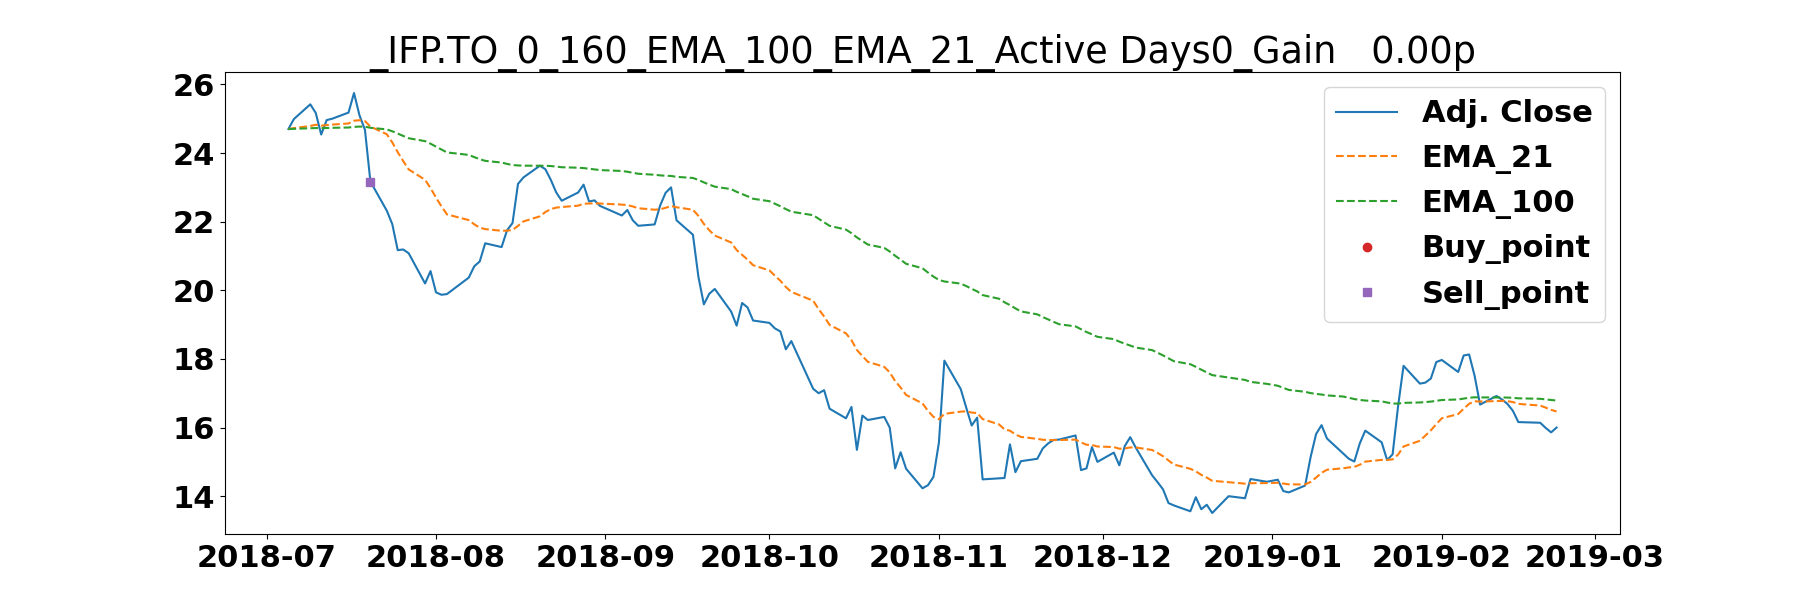 _IFP.TO_0_160_EMA_100_EMA_21_Active Days0_Gain   0.00p
26
24
22
20
18
16
14
Adj. Close
EMA_21
EMA_100
Buy_point
Sell_point
2018-07 2018-08 2018-09 2018-10 2018-11 2018-12 2019-01 2019-02 2019-03